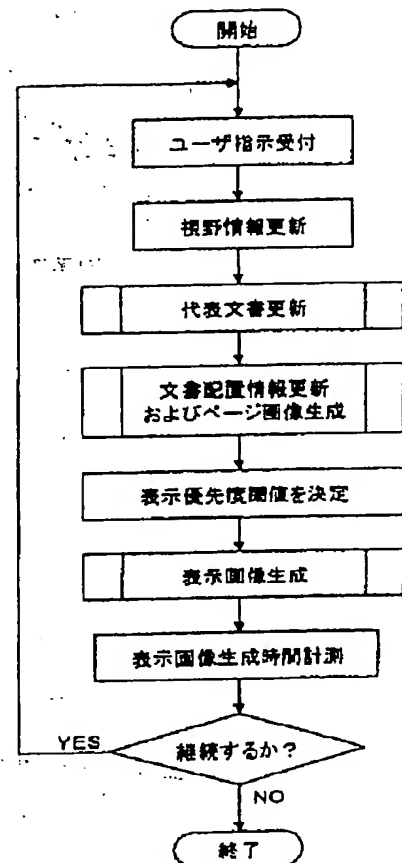 開始
ユーザ指示受付
視野情報更新
代表文書更新
文書配置情報更新
およびページ画像生成
表示優先度閾値を決定
表示画像生成
表示画像生成時間計測
継続するか？
YES
NO
終了